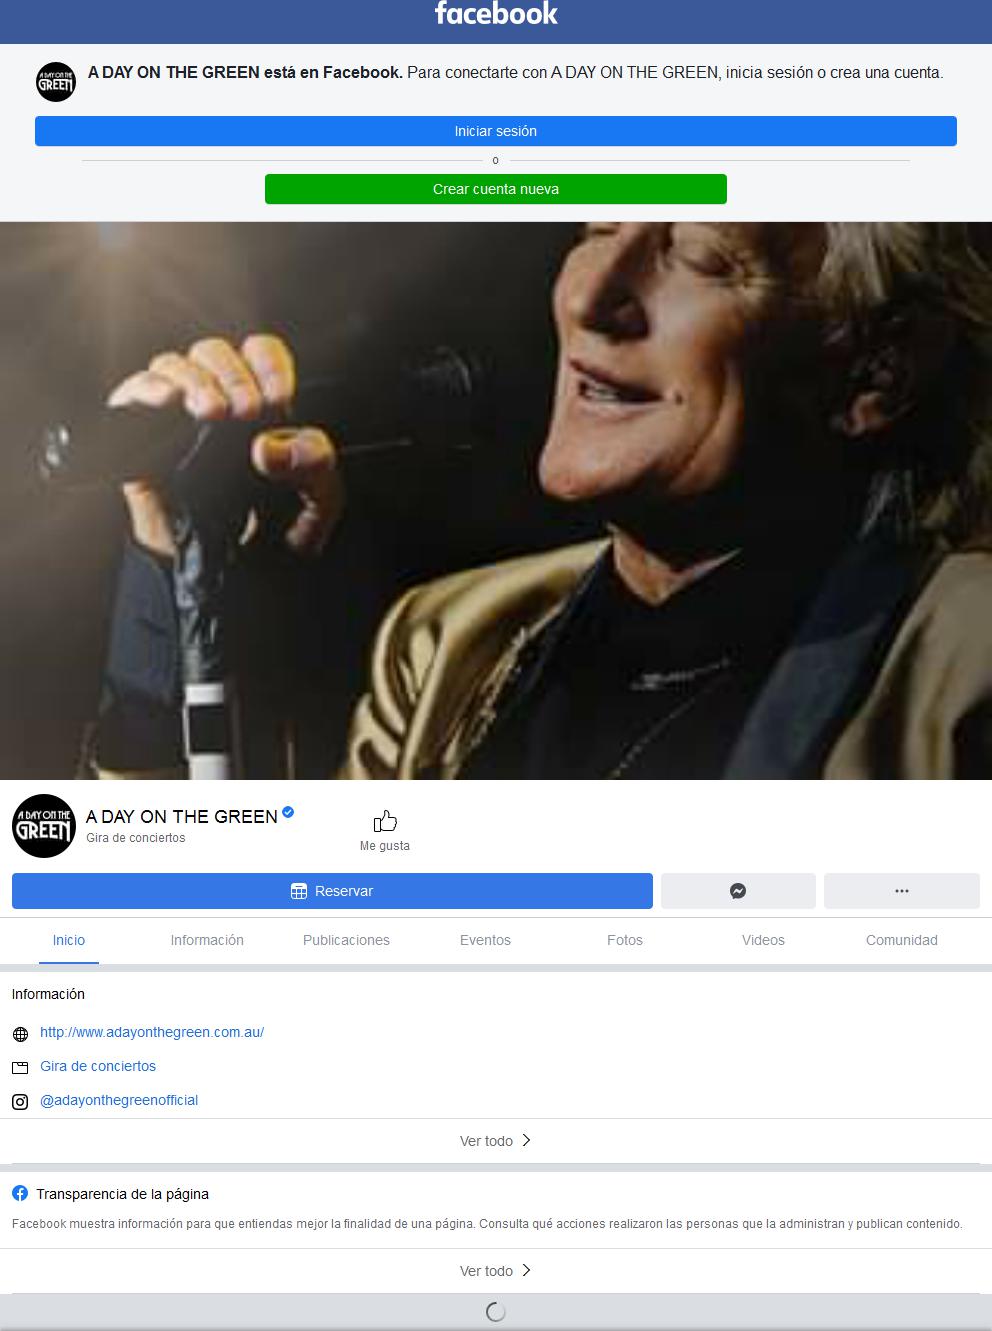 facebook
A DAY ON THE GREEN está en Facebook. Para conectarte con A DAY ON THE GREEN, inicia sesión o crea una cuenta.
A DAY ON THE
GREEN
Iniciar sesión
o
Crear cuenta nueva
A DAY ON THE
GREEN
A DAY ON THE GREEN
Gira de conciertos
Me gusta
Reservar
Inicio
Información
Publicaciones
Eventos
Fotos
Videos
Comunidad
Información
http://www.adayonthegreen.com.au/
Gira de conciertos
@adayonthegreenofficial
Ver todo
Transparencia de la página
Facebook muestra información para que entiendas mejor la finalidad de una página. Consulta qué acciones realizaron las personas que la administran y publican contenido.
Ver todo